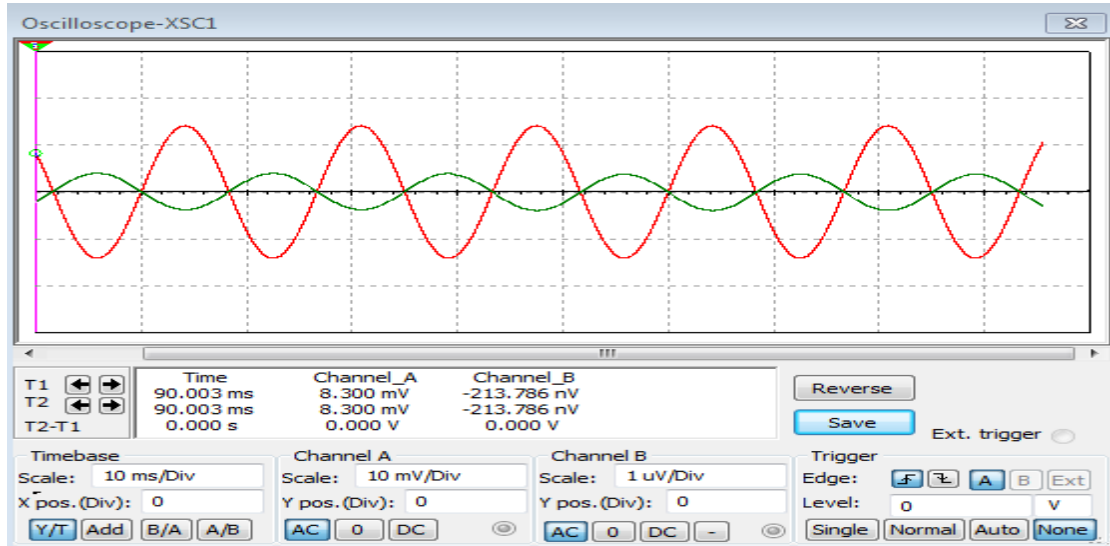 Oscilloscope-XSC1
Time Channel_A Channel_B
T1 90.003 ms 8.300 mV -213.786 nV
T2 90.003 ms 8.300 mV -213.786 nV
T2-T1 0.000 s 0.000 V 0.000 V
Reverse
Save
Ext. trigger
Timebase
Scale: 10 ms/Div
X pos.(Div): 0
Y/T Add B/A A/B
Channel A
Scale: 10 mV/Div
Y pos.(Div): 0
AC 0 DC
Channel B
Scale: 1 uV/Div
Y pos.(Div): 0
AC 0 DC -
Trigger
Edge: A B Ext
Level: 0 V
Single Normal Auto None